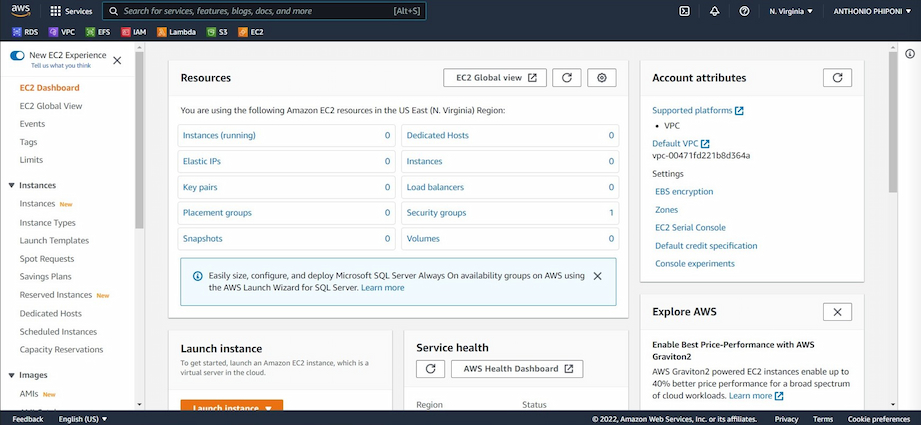 aws
Services
Search for services, features, blogs, docs, and more
[Alt+S]
N. Virginia
ANTHONIO PHIPONI
RDS
VPC
EFS
IAM
Lambda
S3
EC2
New EC2 Experience
Tell us what you think
EC2 Dashboard
EC2 Global View
Events
Tags
Limits
Instances
Instances New
Instance Types
Launch Templates
Spot Requests
Savings Plans
Reserved Instances New
Dedicated Hosts
Scheduled Instances
Capacity Reservations
Images
AMIs New
Resources
EC2 Global view
You are using the following Amazon EC2 resources in the US East (N. Virginia) Region:
Instances (running) 0
Dedicated Hosts 0
Elastic IPs 0
Instances 0
Key pairs 0
Load balancers 0
Placement groups 0
Security groups 1
Snapshots 0
Volumes 0
Easily size, configure, and deploy Microsoft SQL Server Always On availability groups on AWS using
the AWS Launch Wizard for SQL Server. Learn more
Launch instance
To get started, launch an Amazon EC2 instance, which is a
virtual server in the cloud.
Launch instance
Service health
AWS Health Dashboard
Region
Status
Account attributes
Supported platforms
VPC
Default VPC
vpc-00471fd221b8d364a
Settings
EBS encryption
Zones
EC2 Serial Console
Default credit specification
Console experiments
Explore AWS
Enable Best Price-Performance with AWS
Graviton2
AWS Graviton2 powered EC2 instances enable up to
40% better price performance for a broad spectrum
of cloud workloads. Learn more
Feedback
English (US)
© 2022, Amazon Web Services, Inc. or its affiliates.
Privacy
Terms
Cookie preferences